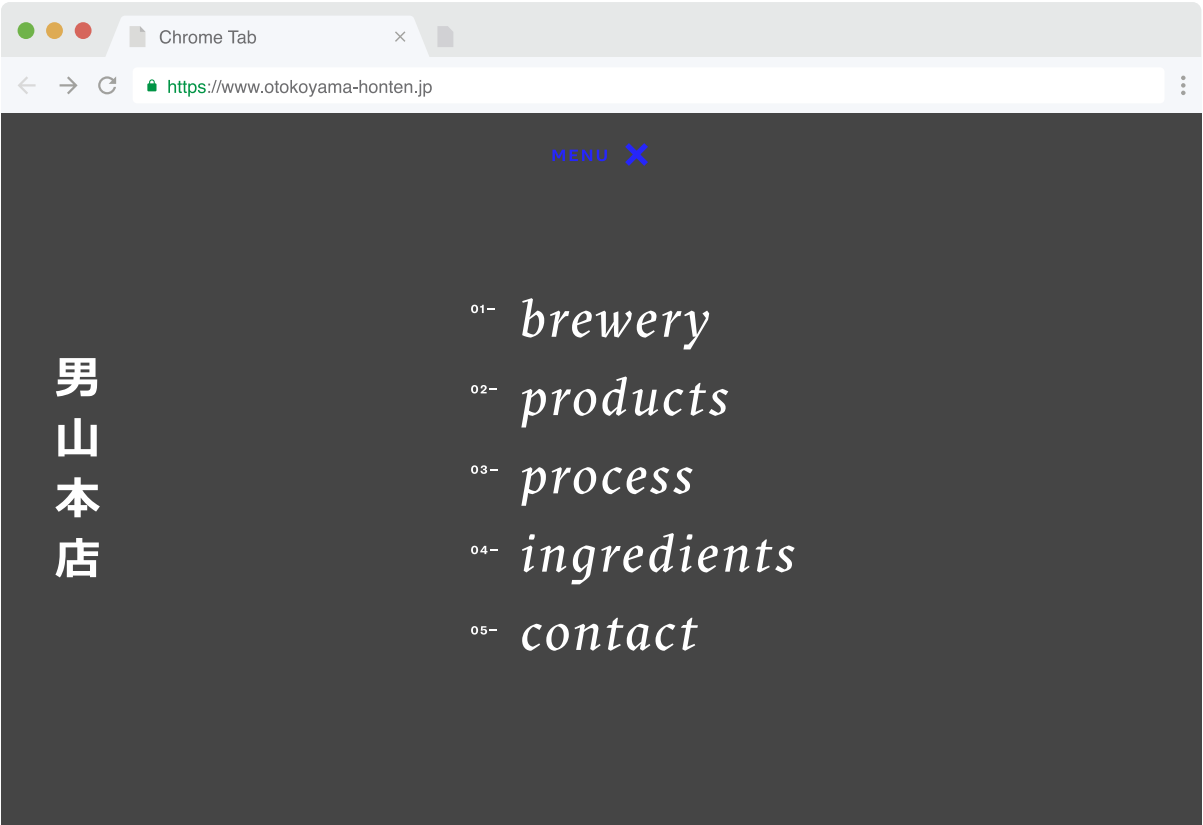 Chrome Tab
https://www.otokoyama-honten.jp
MENU
男山本店
01– brewery
02– products
03– process
04– ingredients
05– contact